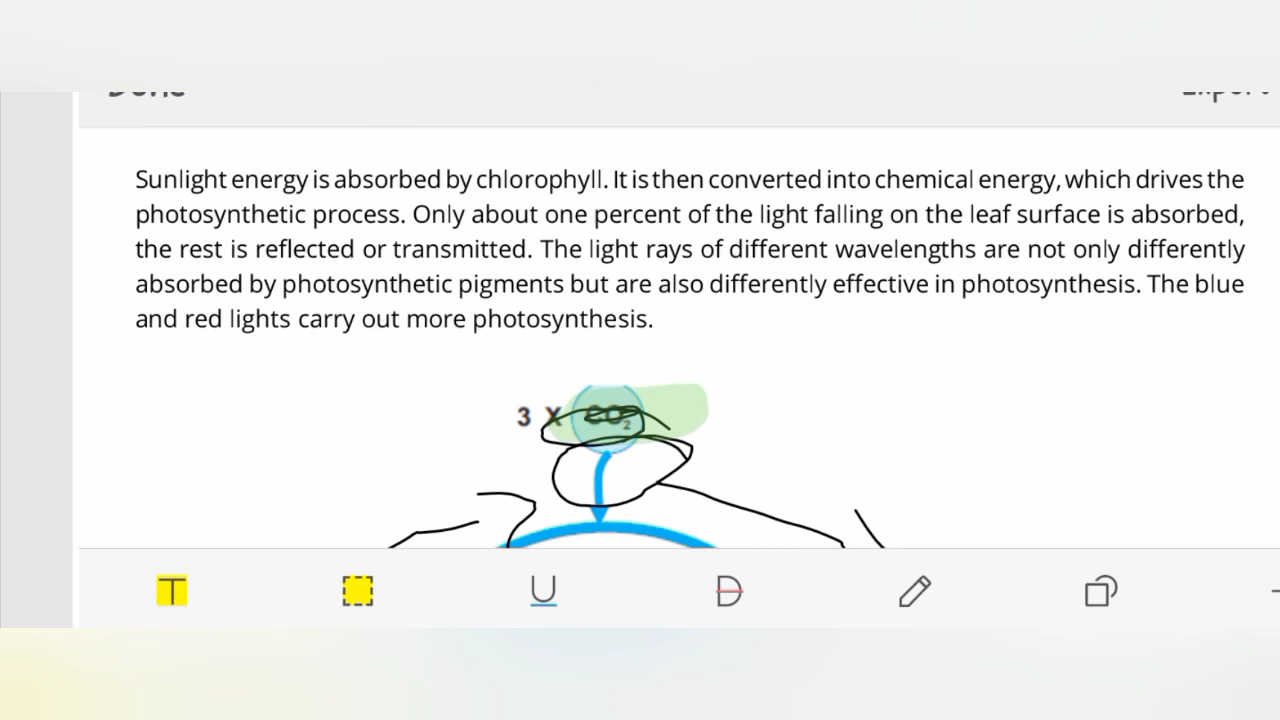 Sunlight energy is absorbed by chlorophyll. It is then converted into chemical energy, which drives the
photosynthetic process. Only about one percent of the light falling on the leaf surface is absorbed,
the rest is reflected or transmitted. The light rays of different wavelengths are not only differently
absorbed by photosynthetic pigments but are also differently effective in photosynthesis. The blue
and red lights carry out more photosynthesis.
3 X CO₂
T U D